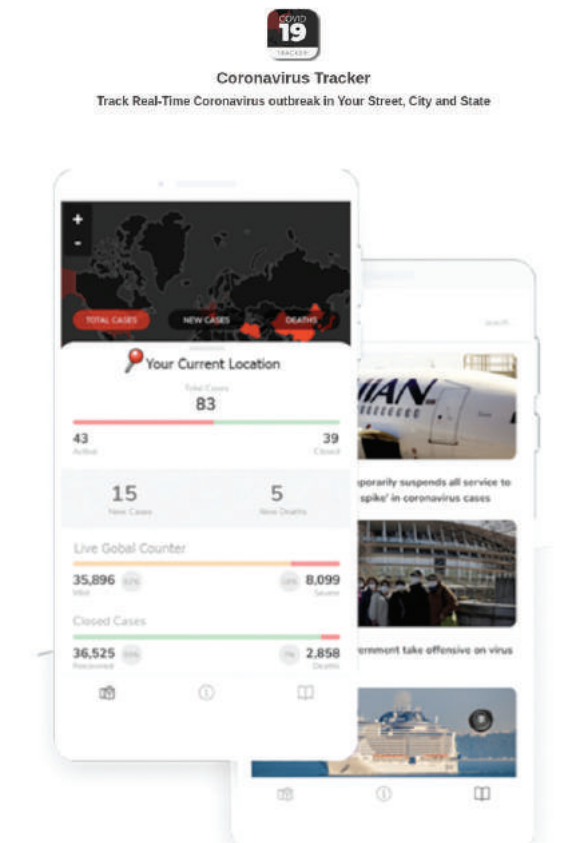 COVID
19
TRACKER
Coronavirus Tracker
Track Real-Time Coronavirus outbreak in Your Street, City and State
+
-
TOTAL CASES
NEW CASES
DEATHS
Your Current Location
Total Cases
83
43
39
Active
Closed
15
5
New Cases
New Deaths
Live Gobal Counter
35,896
8,099
Mild
Severe
Closed Cases
36,525
2,858
Recovered
Deaths
search
IAN
porarily suspends all service to
spike' in coronavirus cases
ernment take offensive on virus